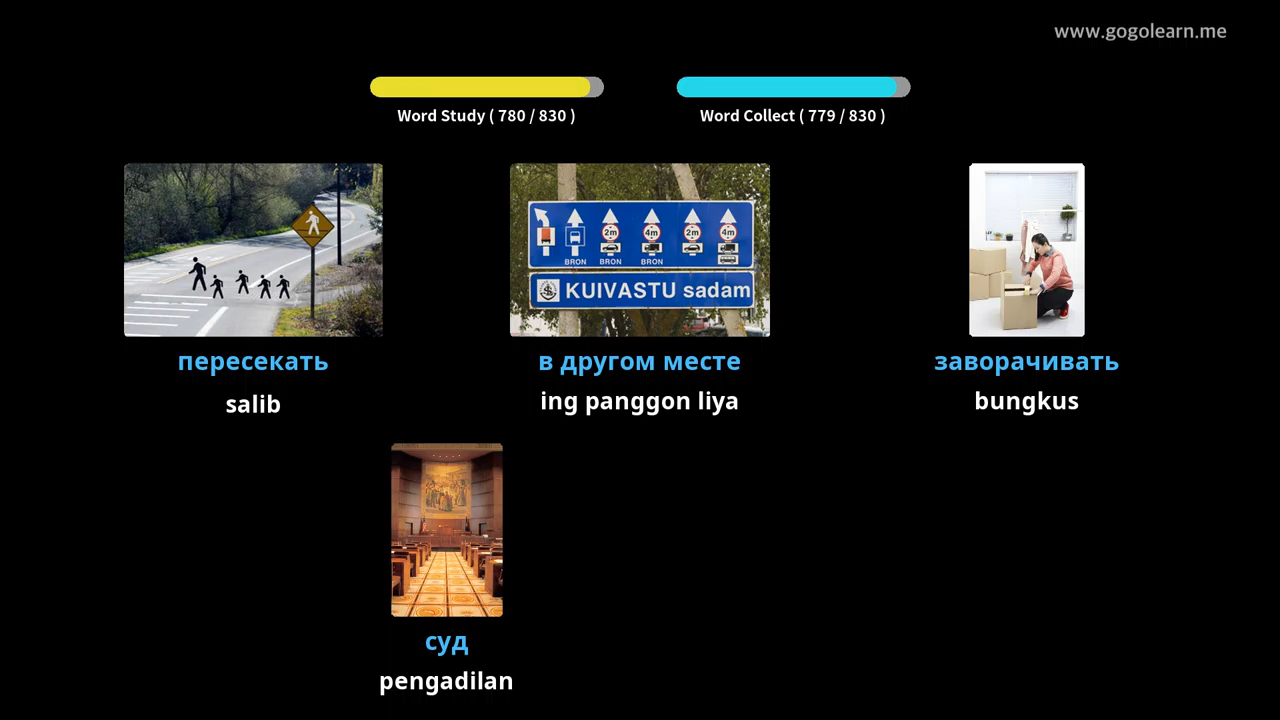 www.gogolearn.me
Word Study ( 780 / 830 )
Word Collect ( 779 / 830 )
2m
4m
2m
4m
BRON
BRON
BRON
KUIVASTU sadam
пересекать
в другом месте
заворачивать
salib
ing panggon liya
bungkus
суд
pengadilan